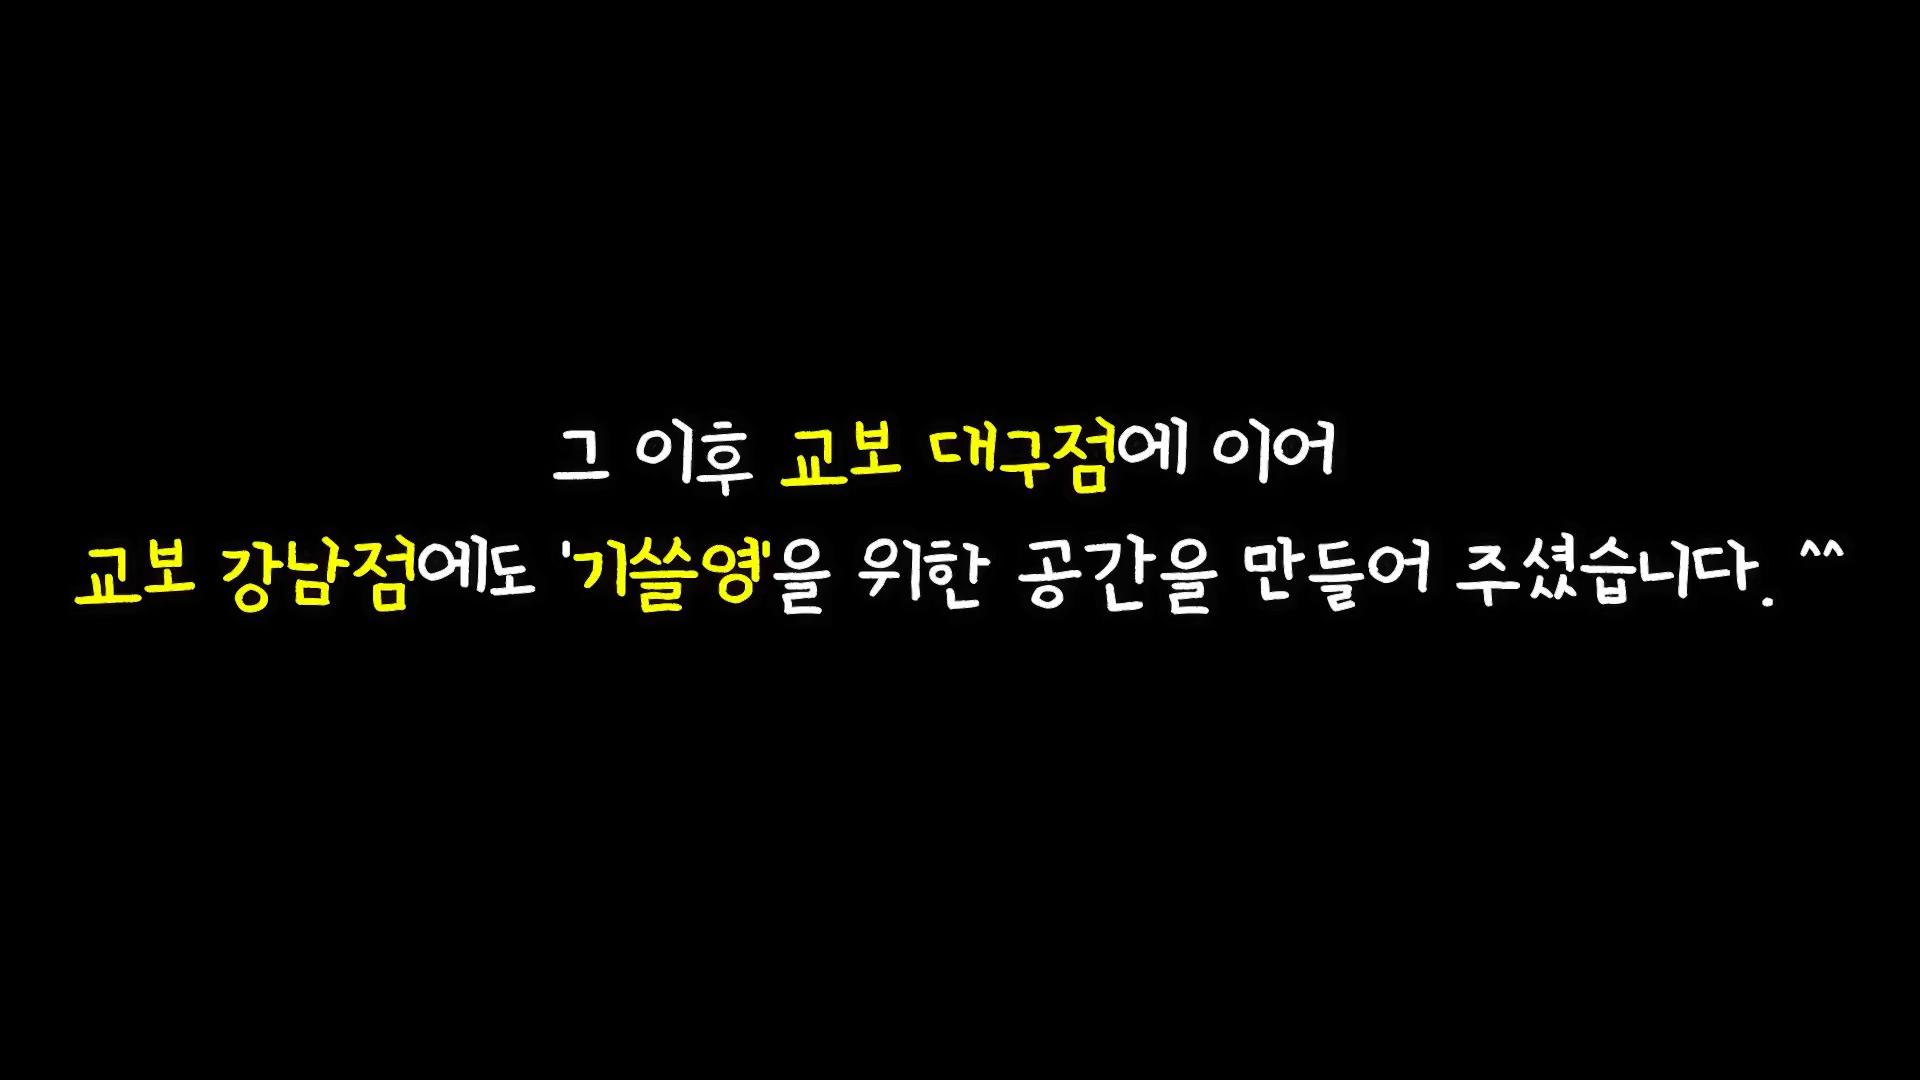 그 이후 교보 대구점에 이어
교보 강남점에도 '기쓸영'을 위한 공간을 만들어 주셨습니다. ^^